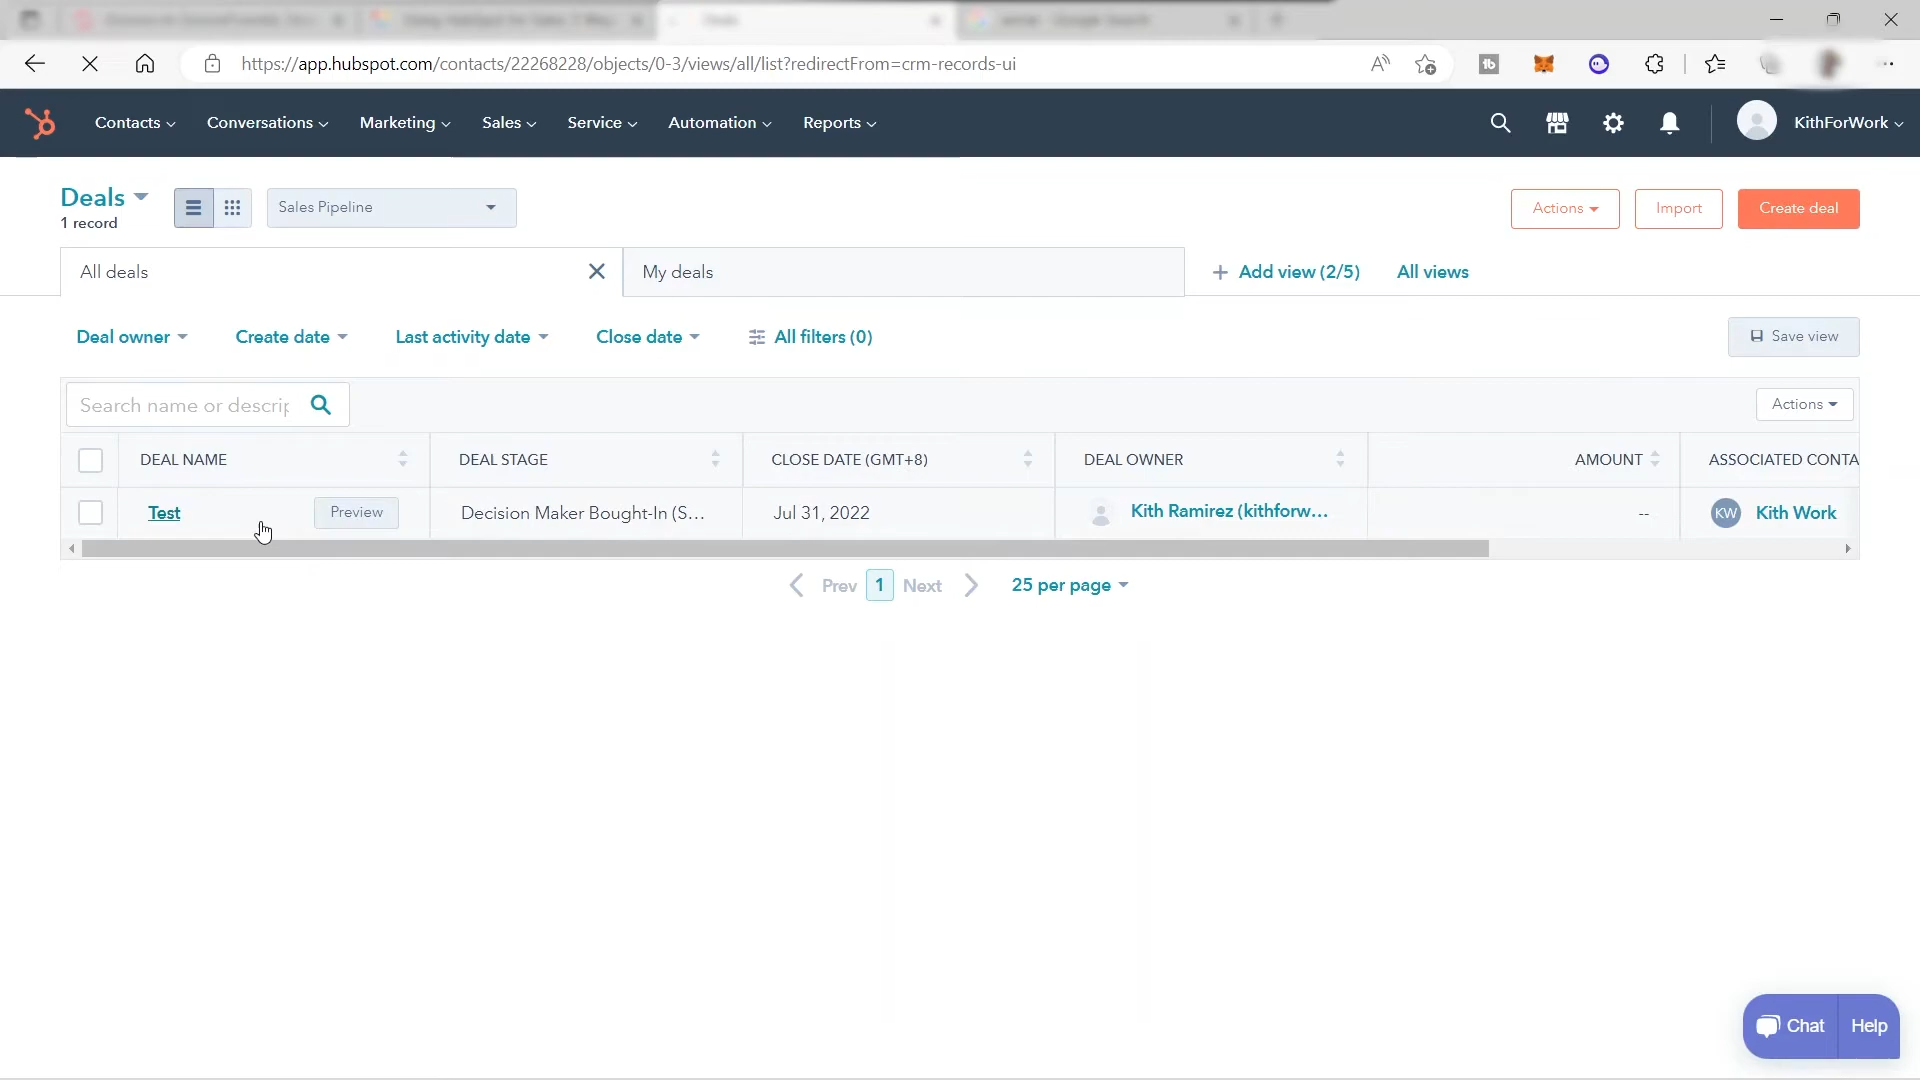 Deals
https://app.hubspot.com/contacts/22268228/objects/0-3/views/all/list?redirectFrom=crm-records-ui
Contacts
Conversations
Marketing
Sales
Service
Automation
Reports
KithForWork
Deals
1 record
Sales Pipeline
Actions
Import
Create deal
All deals
My deals
Add view (2/5)
All views
Deal owner
Create date
Last activity date
Close date
All filters (0)
Save view
Search name or descrip
Actions
DEAL NAME
DEAL STAGE
CLOSE DATE (GMT+8)
DEAL OWNER
AMOUNT
ASSOCIATED CONTA
Test
Preview
Decision Maker Bought-In (S...
Jul 31, 2022
Kith Ramirez (kithforw...
--
KW
Kith Work
Prev
1
Next
25 per page
Chat
Help